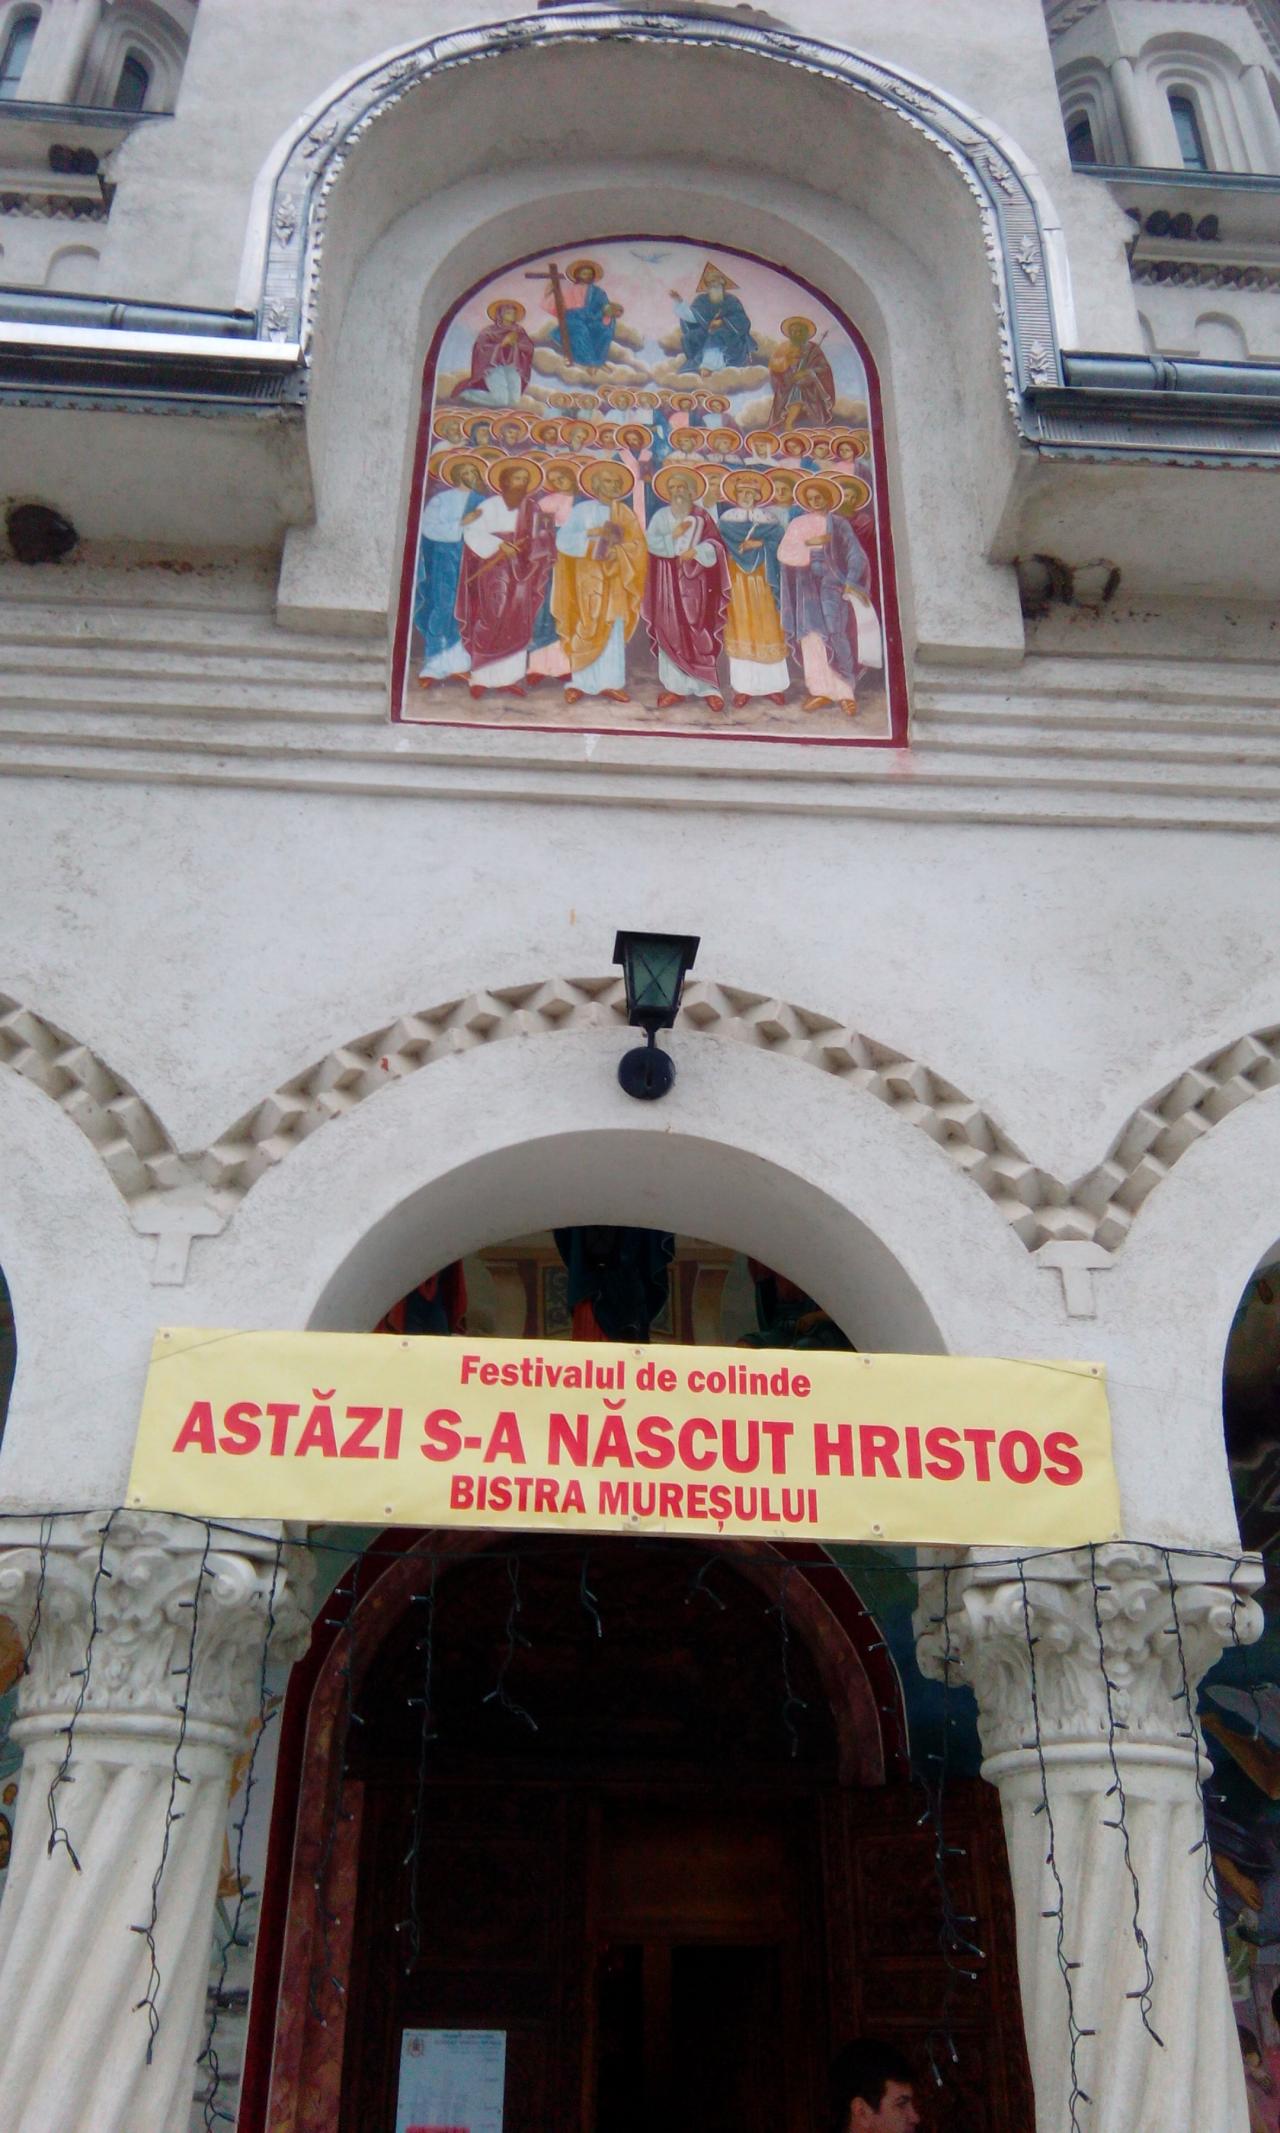 Festivalul de colinde
ASTĂZI S-A NĂSCUT HRISTOS
BISTRA MUREȘULUI